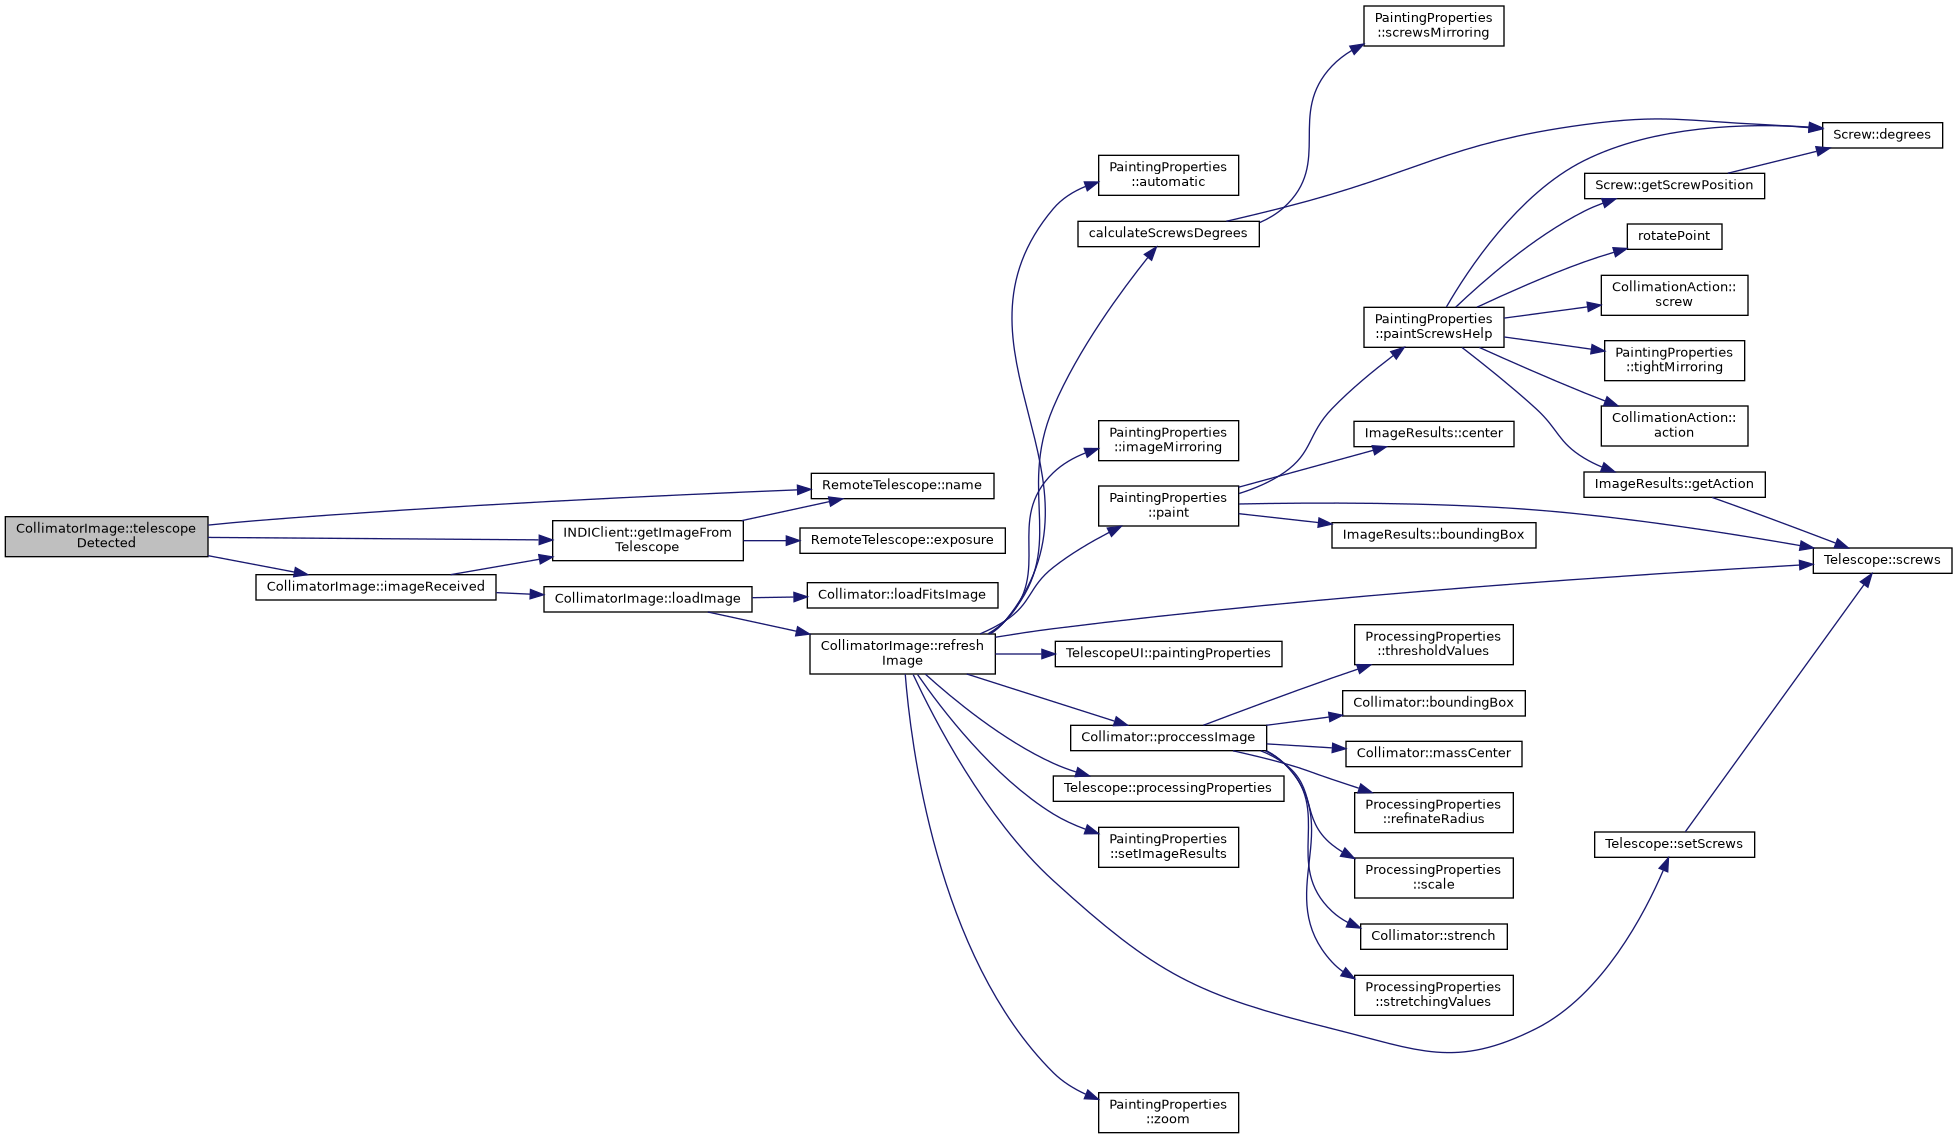 CollimatorImage::telescope
Detected
RemoteTelescope::name
INDIClient::getImageFrom
Telescope
RemoteTelescope::exposure
CollimatorImage::imageReceived
CollimatorImage::loadImage
Collimator::loadFitsImage
CollimatorImage::refresh
Image
PaintingProperties
::automatic
calculateScrewsDegrees
PaintingProperties
::screwsMirroring
Screw::degrees
PaintingProperties
::imageMirroring
PaintingProperties
::paint
PaintingProperties
::paintScrewsHelp
Screw::getScrewPosition
rotatePoint
CollimationAction::
screw
PaintingProperties
::tightMirroring
CollimationAction::
action
ImageResults::getAction
ImageResults::center
ImageResults::boundingBox
Telescope::screws
TelescopeUI::paintingProperties
Collimator::proccessImage
ProcessingProperties
::thresholdValues
Collimator::boundingBox
Collimator::massCenter
ProcessingProperties
::refinateRadius
ProcessingProperties
::scale
Collimator::strench
ProcessingProperties
::stretchingValues
Telescope::processingProperties
PaintingProperties
::setImageResults
Telescope::setScrews
PaintingProperties
::zoom